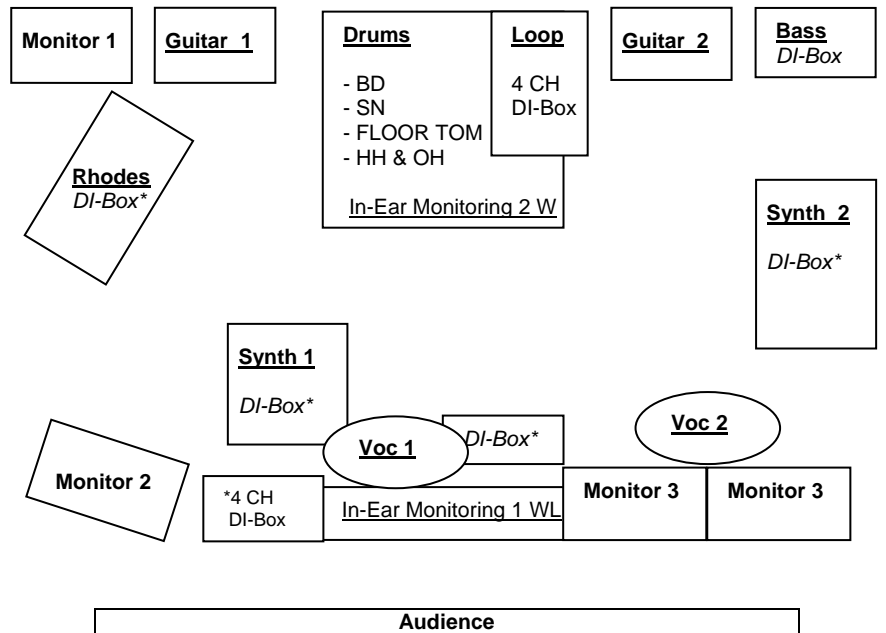 Monitor 1
Guitar 1
Drums
- BD
- SN
- FLOOR TOM
- HH & OH
In-Ear Monitoring 2 W
Loop
4 CH
DI-Box
Guitar 2
Bass
DI-Box
Rhodes
DI-Box*
Synth 2
DI-Box*
Synth 1
DI-Box*
Voc 1
DI-Box*
Voc 2
Monitor 2
*4 CH
DI-Box
In-Ear Monitoring 1 WL
Monitor 3
Monitor 3
Audience